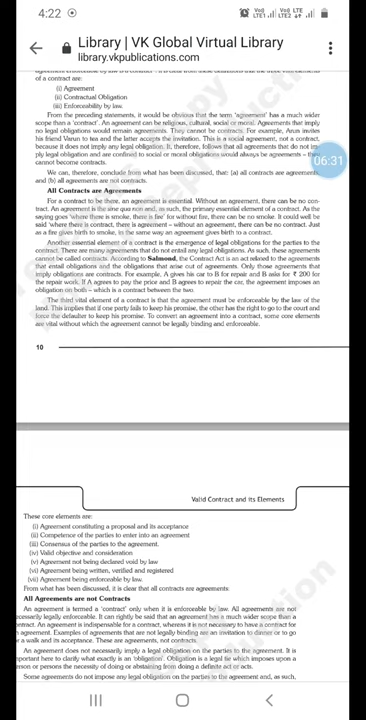 4:22
Vo)) LTE1 Vo)) LTE LTE2
Library | VK Global Virtual Library
library.vkpublications.com
06:31
of a contract are:
(i) Agreement
(ii) Contractual Obligation
(iii) Enforceability by law.
From the preceding statements, it would be obvious that the term 'agreement' has a much wider
scope than a 'contract'. An agreement can be religious, cultural, social or moral. Agreements that imply
no legal obligations would remain agreements. They cannot be contracts. For example, Arun invites
his friend Varun to tea and the latter accepts the invitation. This is a social agreement, not a contract,
because it does not imply any legal obligation. It, therefore, follows that all agreements that do not im-
ply legal obligation and are confined to social or moral obligations would always be agreements – they
cannot become contracts.
We can, therefore, conclude from what has been discussed, that: (a) all contracts are agreements,
and (b) all agreements are not contracts.
All Contracts are Agreements
For a contract to be there, an agreement is essential. Without an agreement, there can be no con-
tract. An agreement is the sine qua non and, as such, the primary essential element of a contract. As the
saying goes 'where there is smoke, there is fire' for without fire, there can be no smoke. It could well be
said 'where there is contract, there is agreement – without an agreement, there can be no contract. Just
as a fire gives birth to smoke, in the same way an agreement gives birth to a contract.
Another essential element of a contract is the emergence of legal obligations for the parties to the
contract. There are many agreements that do not entail any legal obligations. As such, these agreements
cannot be called contracts. According to Salmond, the Contract Act is an act related to the agreements
that entail obligations and the obligations that arise out of agreements. Only those agreements that
imply obligations are contracts. For example, A gives his car to B for repair and B asks for ₹ 200 for
the repair work. If A agrees to pay the price and B agrees to repair the car, the agreement imposes an
obligation on both – which is a contract between the two.
The third vital element of a contract is that the agreement must be enforceable by the law of the
land. This implies that if one party fails to keep his promise, the other has the right to go to the court and
force the defaulter to keep his promise. To convert an agreement into a contract, some core elements
are vital without which the agreement cannot be legally binding and enforceable.
10
Valid Contract and its Elements
These core elements are:
(i) Agreement constituting a proposal and its acceptance
(ii) Competence of the parties to enter into an agreement
(iii) Consensus of the parties to the agreement.
(iv) Valid objective and consideration
(v) Agreement not being declared void by law
(vi) Agreement being written, verified and registered
(vii) Agreement being enforceable by law.
From what has been discussed, it is clear that all contracts are agreements.
All Agreements are not Contracts
An agreement is termed a 'contract' only when it is enforceable by law. All agreements are not
ecessarily legally enforceable. It can rightly be said that an agreement has a much wider scope than a
ontract. An agreement is indispensable for a contract, whereas it is not necessary to have a contract for
agreement. Examples of agreements that are not legally binding are an invitation to dinner or to go
r a walk and its acceptance. These are agreements, not contracts.
An agreement does not necessarily imply a legal obligation on the parties to the agreement. It is
portant here to clarify what exactly is an 'obligation'. Obligation is a legal tie which imposes upon a
erson or persons the necessity of doing or abstaining from doing a definite act or acts.
Some agreements do not impose any legal obligation on the parties to the agreement and, as such,